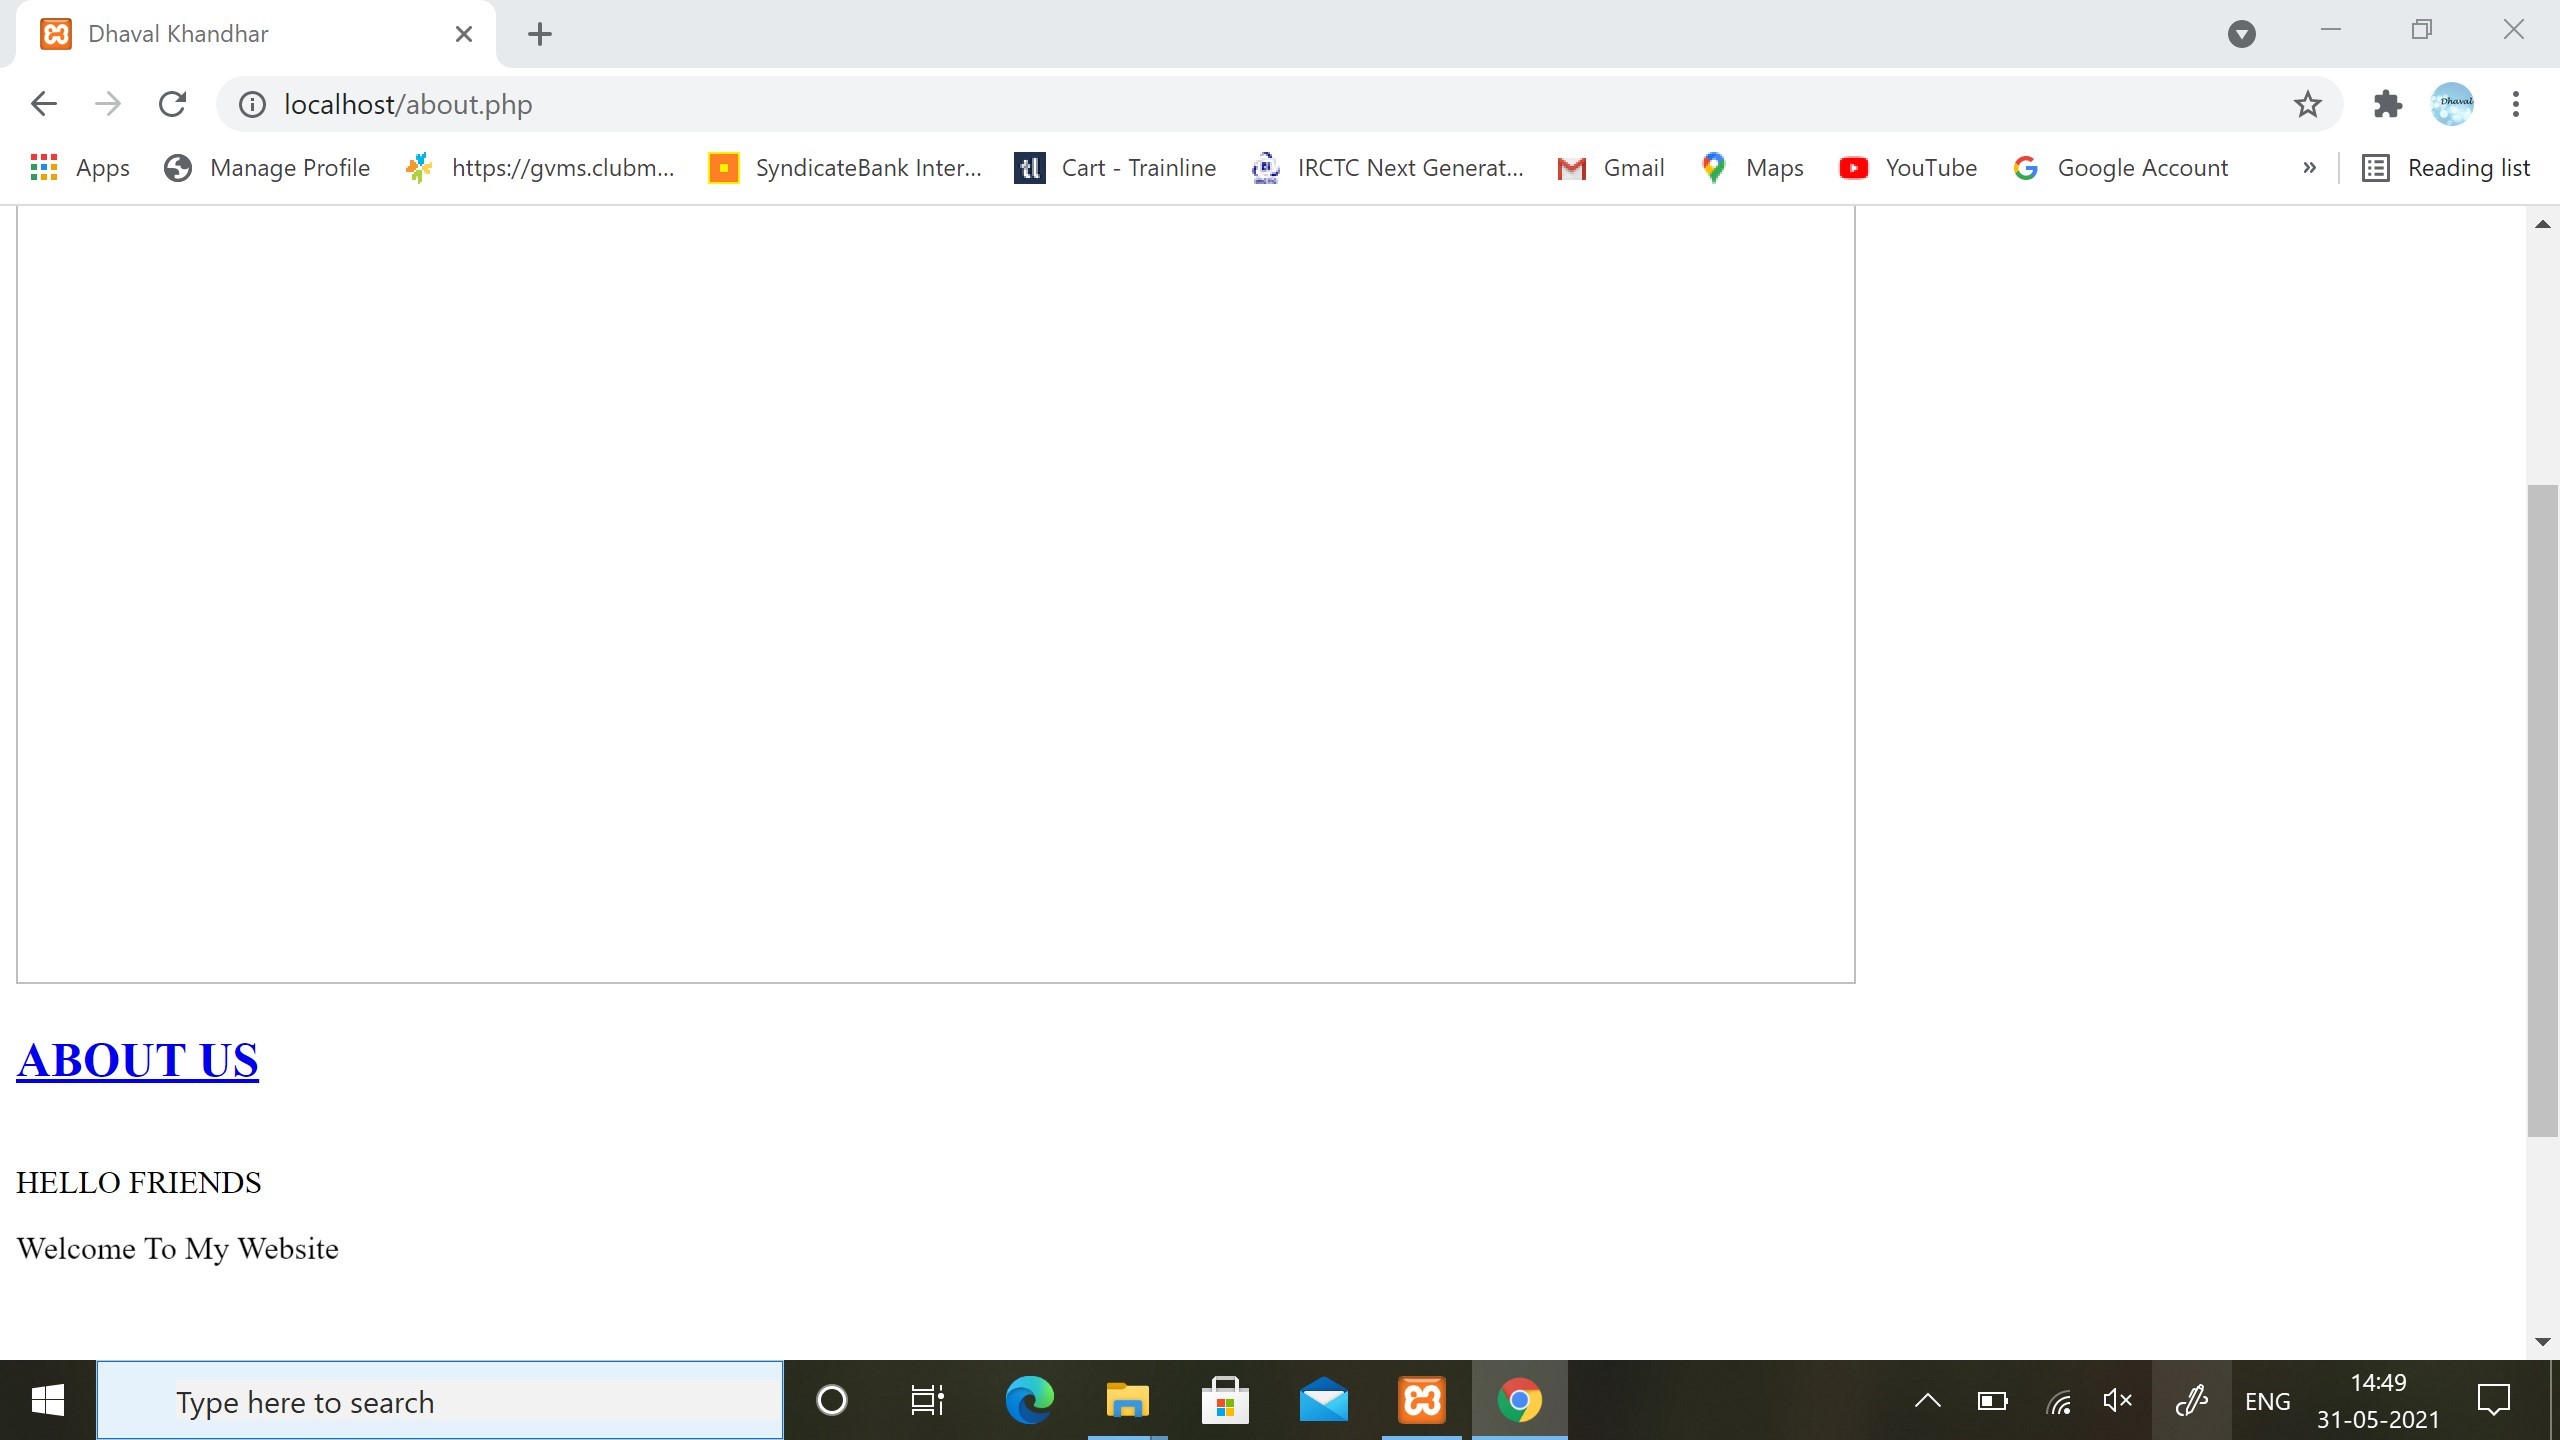 Dhaval Khandhar
localhost/about.php
Apps Manage Profile https://gvms.clubm... SyndicateBank Inter... tl Cart - Trainline IRCTC Next Generat... Gmail Maps YouTube Google Account » Reading list
Dhaval
ABOUT US
HELLO FRIENDS
Welcome To My Website
Type here to search
ENG
14:49
31-05-2021